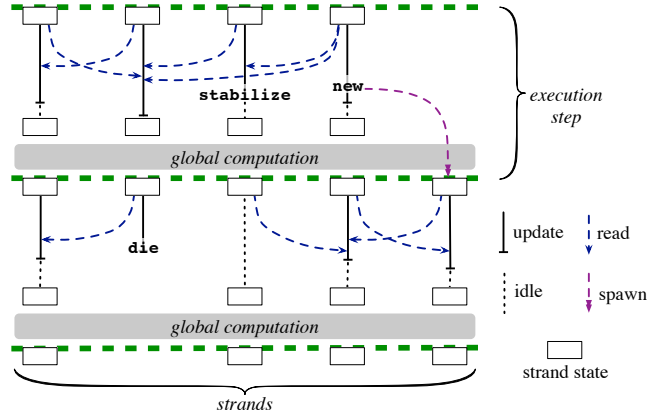 stabilize
new
execution
step
global computation
die
update
read
idle
spawn
global computation
strand state
strands